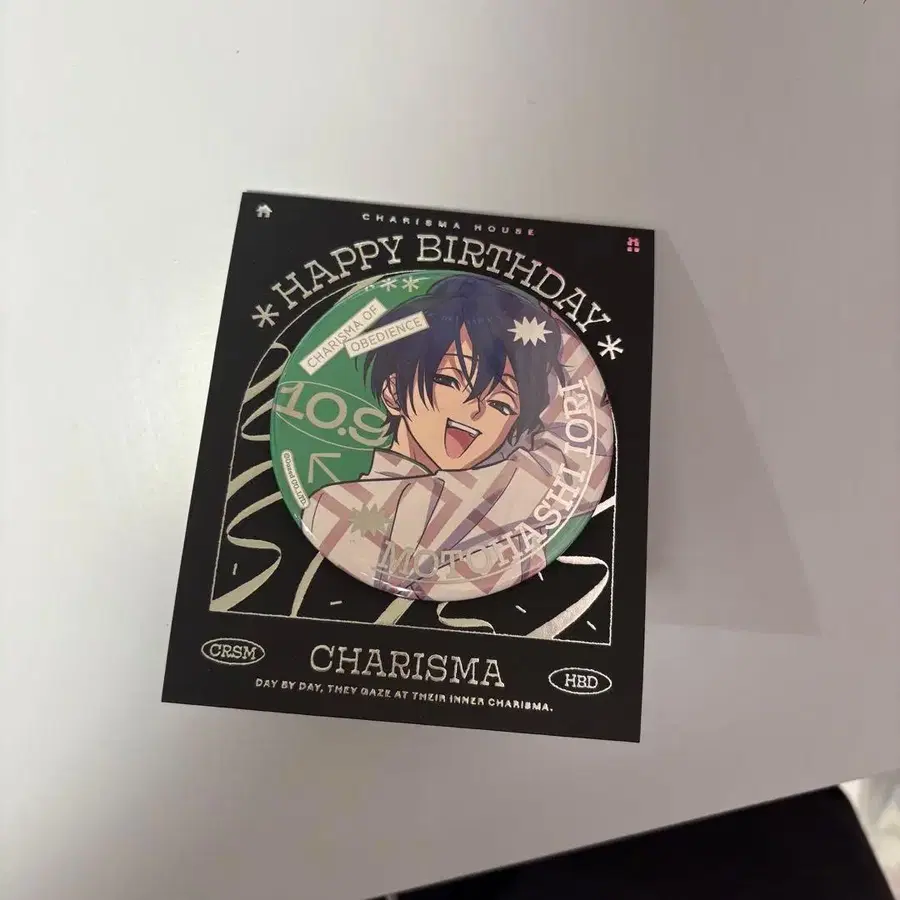 CHARISMA HOUSE
*HAPPY BIRTHDAY*
***
CHARISMA OF
OBEDIENCE
10.9
MOTOHASHI IORI
CRSM
CHARISMA
HBD
DAY BY DAY, THEY GAZE AT THEIR INNER CHARISMA.